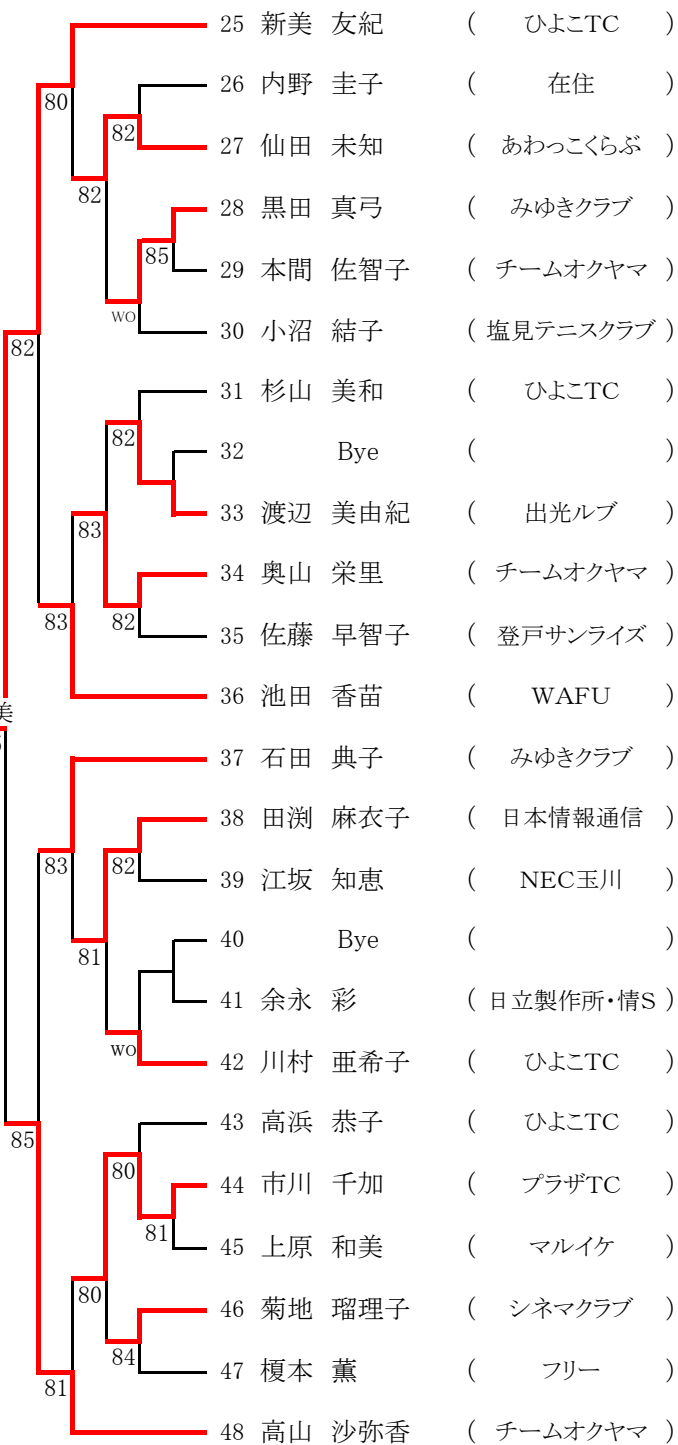 25 新美 友紀 ( ひよこTC )
80
26 内野 圭子 ( 在住 )
82
27 仙田 未知 ( あわっこくらぶ )
82
28 黒田 真弓 ( みゆきクラブ )
85
29 本間 佐智子 ( チームオクヤマ )
wo
30 小沼 結子 ( 塩見テニスクラブ )
82
31 杉山 美和 ( ひよこTC )
82
32 Bye ( )
33 渡辺 美由紀 ( 出光ルブ )
83
34 奥山 栄里 ( チームオクヤマ )
83
82
35 佐藤 早智子 ( 登戸サンライズ )
36 池田 香苗 ( WAFU )
美
37 石田 典子 ( みゆきクラブ )
38 田渕 麻衣子 ( 日本情報通信 )
83
82
39 江坂 知恵 ( NEC玉川 )
40 Bye ( )
81
41 余永 彩 ( 日立製作所・情S )
wo
42 川村 亜希子 ( ひよこTC )
43 高浜 恭子 ( ひよこTC )
85
80
44 市川 千加 ( プラザTC )
81
45 上原 和美 ( マルイケ )
80
46 菊地 瑠理子 ( シネマクラブ )
84
47 榎本 薫 ( フリー )
81
48 高山 沙弥香 ( チームオクヤマ )